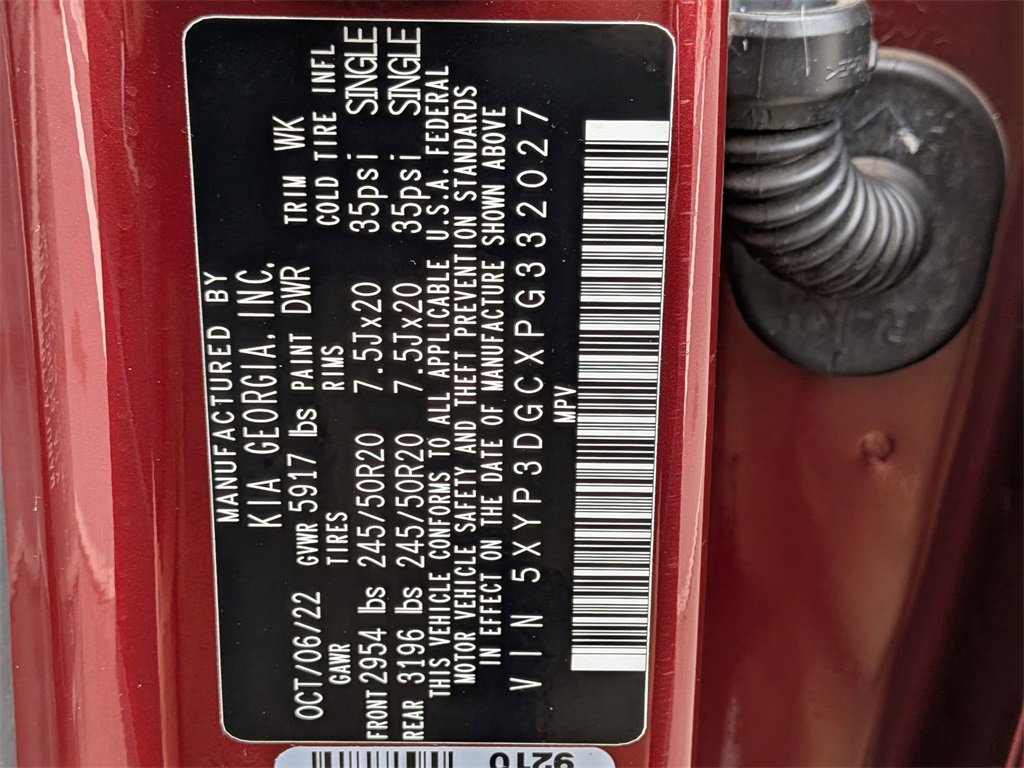 MANUFACTURED BY
KIA GEORGIA. INC.
OCT/06/22 GVWR 5917 lbs PAINT DWR TRIM WK
GAWR TIRES RIMS COLD TIRE INFL
FRONT 2954 lbs 245/50R20 7.5Jx20 35psi SINGLE
REAR 3196 lbs 245/50R20 7.5Jx20 35psi SINGLE
THIS VEHICLE CONFORMS TO ALL APPLICABLE U.S.A. FEDERAL
MOTOR VEHICLE SAFETY AND THEFT PREVENTION STANDARDS
IN EFFECT ON THE DATE OF MANUFACTURE SHOWN ABOVE
VIN 5XYP3DGCXPG332027
MPV
9210